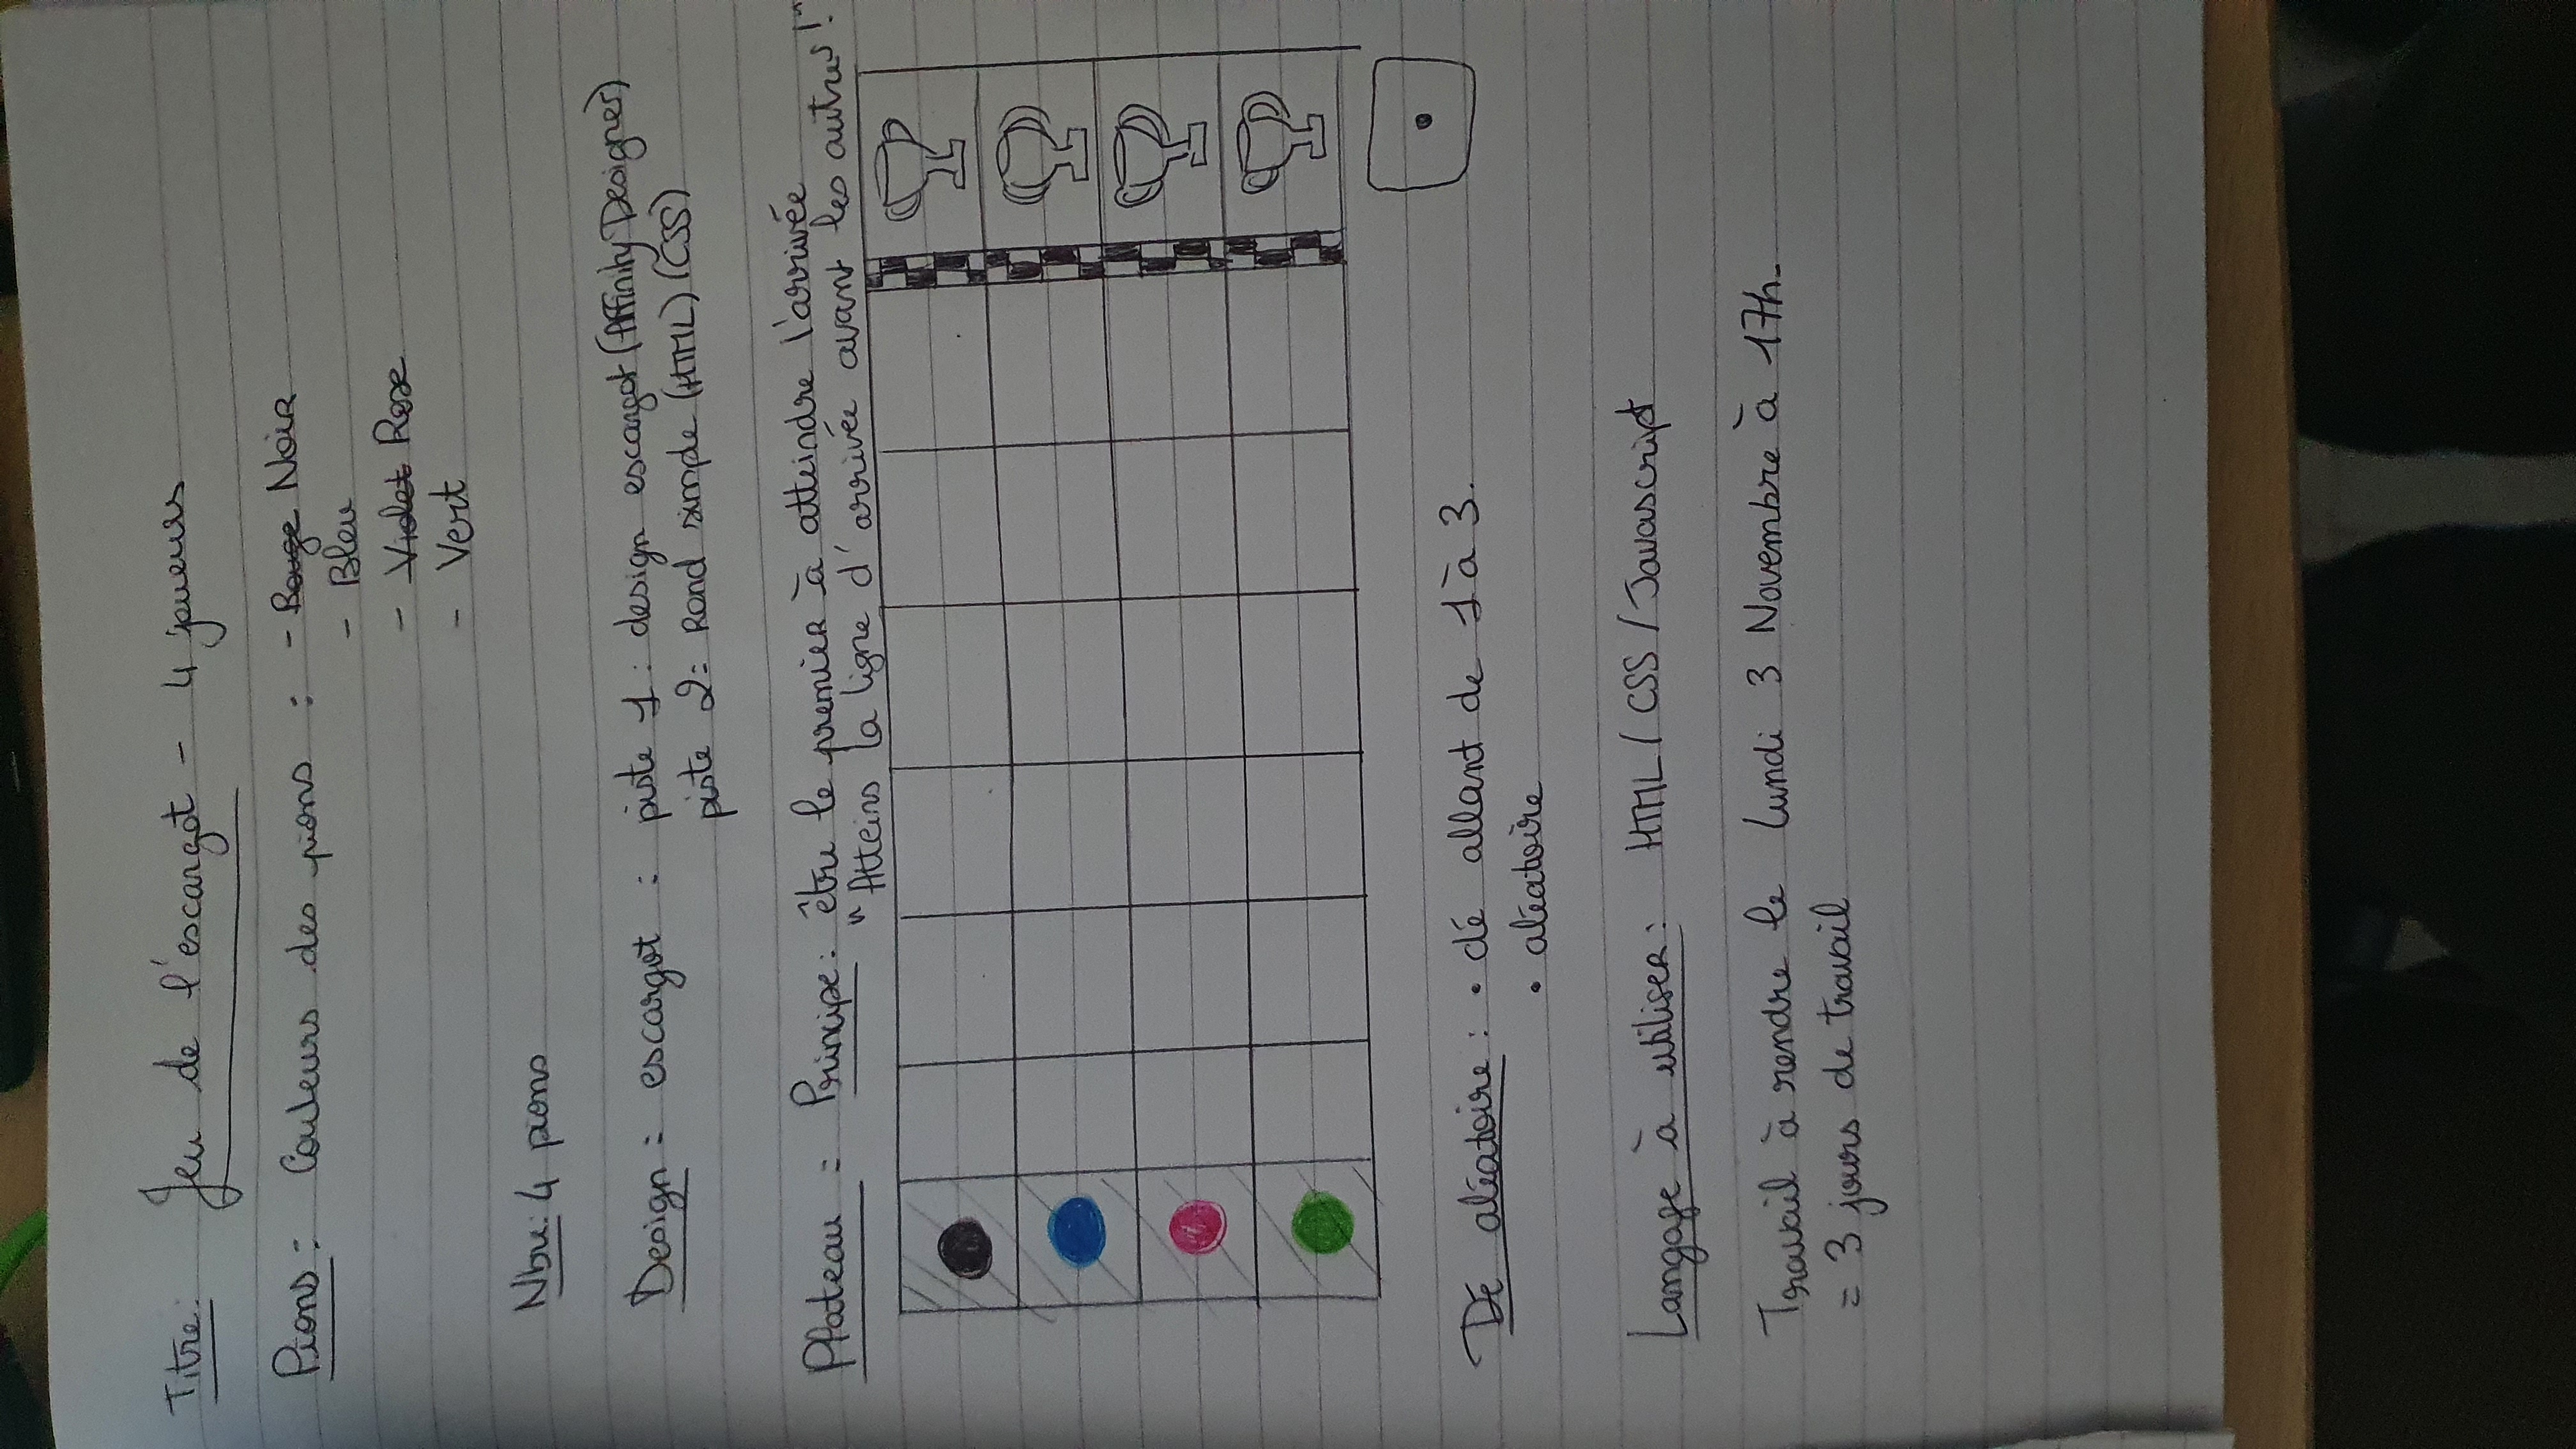 Titre: Jeu de l'escargot - 4 joueurs
Pions: Couleurs des pions : - Rouge Noir
- Bleu
- Violet Rose
- Vert
Nbre: 4 pions
Design: escargot : piste 1: design escargot (Affinity Designer)
piste 2: Rond simple (HTML) (CSS)
Plateau : Principe: être le premier à atteindre l'arrivée
"Atteins la ligne d'arrivée avant les autres!"
Dé aléatoire: • dé allant de 1 à 3.
• aléatoire
Langage à utiliser: HTML / CSS / Javascript
Travail à rendre le lundi 3 Novembre à 17h.
= 3 jours de travail